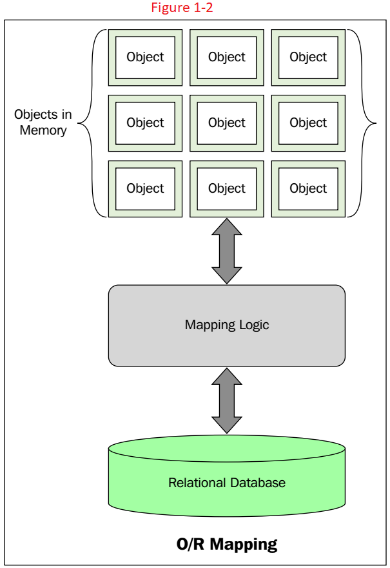 Figure 1-2
Object Object Object
Objects in
Memory
Object Object Object
Object Object Object
Mapping Logic
Relational Database
O/R Mapping